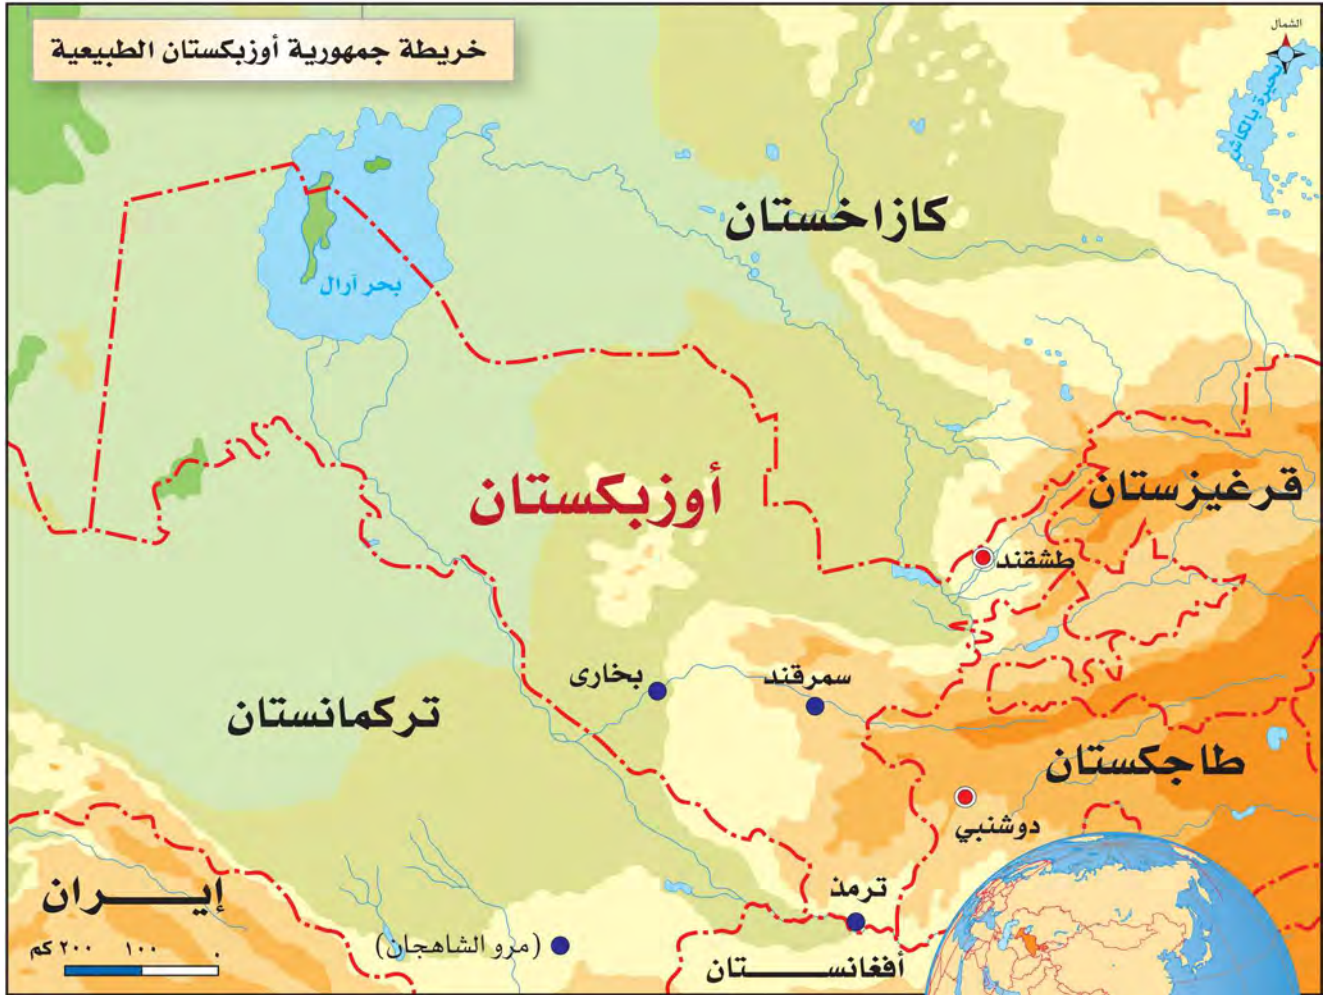 خريطة جمهورية أوزبكستان الطبيعية
الشمال
بحيرة بالكاش
كازاخستان
بحر آرال
أوزبكستان
قرغيزستان
طشقند
بخارى
سمرقند
تركمانستان
طاجكستان
دوشنبي
ترمذ
إيـــران
(مرو الشاهجان)
أفغانســـتان
٠ ١٠٠ ٢٠٠ كم